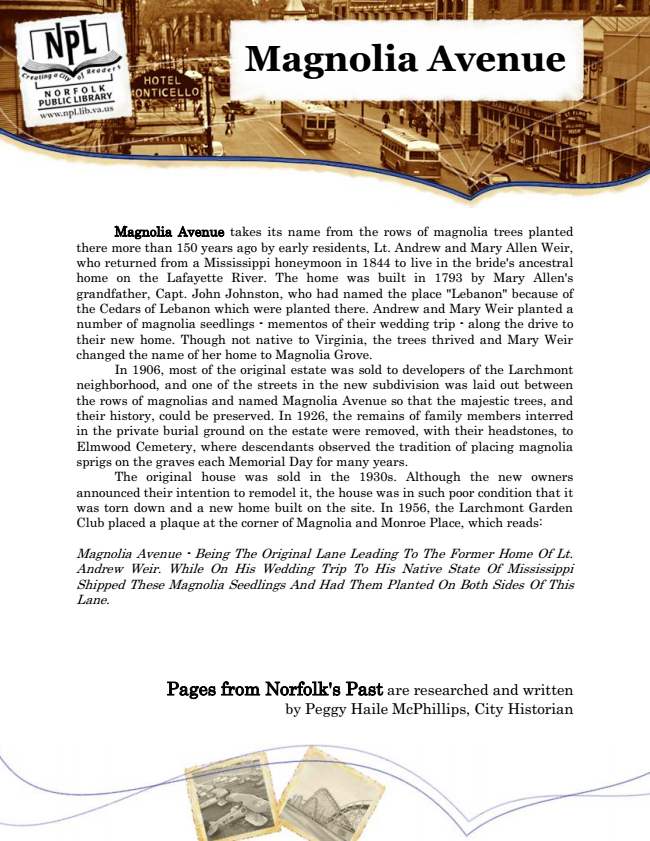 NPL
Creating a City of Readers
NORFOLK
PUBLIC LIBRARY
www.npl.lib.va.us
HOTEL
MONTICELLO
Magnolia Avenue
Magnolia Avenue takes its name from the rows of magnolia trees planted
there more than 150 years ago by early residents, Lt. Andrew and Mary Allen Weir,
who returned from a Mississippi honeymoon in 1844 to live in the bride's ancestral
home on the Lafayette River. The home was built in 1793 by Mary Allen's
grandfather, Capt. John Johnston, who had named the place "Lebanon" because of
the Cedars of Lebanon which were planted there. Andrew and Mary Weir planted a
number of magnolia seedlings - mementos of their wedding trip - along the drive to
their new home. Though not native to Virginia, the trees thrived and Mary Weir
changed the name of her home to Magnolia Grove.
In 1906, most of the original estate was sold to developers of the Larchmont
neighborhood, and one of the streets in the new subdivision was laid out between
the rows of magnolias and named Magnolia Avenue so that the majestic trees, and
their history, could be preserved. In 1926, the remains of family members interred
in the private burial ground on the estate were removed, with their headstones, to
Elmwood Cemetery, where descendants observed the tradition of placing magnolia
sprigs on the graves each Memorial Day for many years.
The original house was sold in the 1930s. Although the new owners
announced their intention to remodel it, the house was in such poor condition that it
was torn down and a new home built on the site. In 1956, the Larchmont Garden
Club placed a plaque at the corner of Magnolia and Monroe Place, which reads:
Magnolia Avenue - Being The Original Lane Leading To The Former Home Of Lt.
Andrew Weir. While On His Wedding Trip To His Native State Of Mississippi
Shipped These Magnolia Seedlings And Had Them Planted On Both Sides Of This
Lane.
Pages from Norfolk's Past are researched and written
by Peggy Haile McPhillips, City Historian